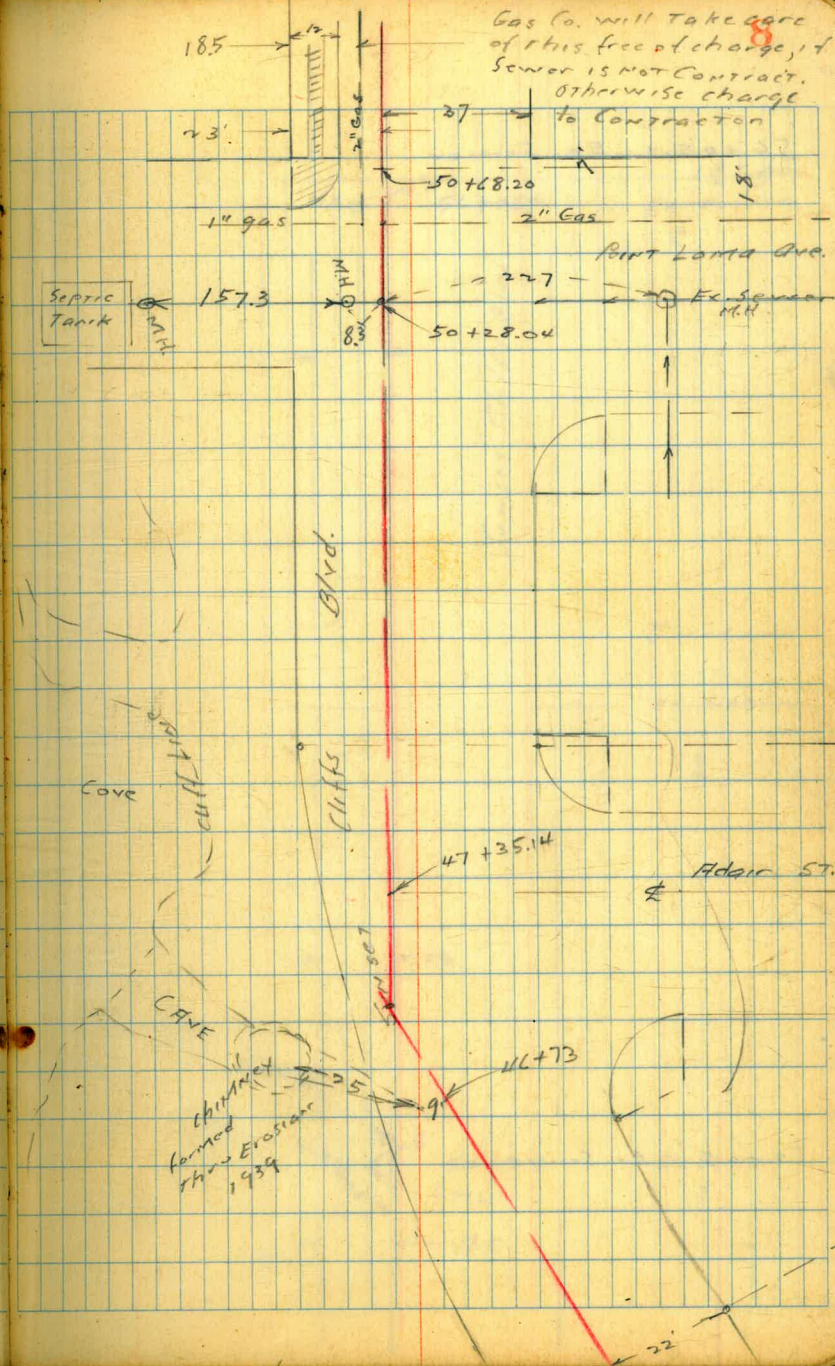 8
Gas Co. will Take care
of this free of charge, if
Sewer is not Contract.
Otherwise charge
to Contractor
12
18.5
23'
2" Gas
37
7'
18'
50+68.20
1" gas
2" Gas
Point Loma Ave.
Septic
Tank
M.H.
157.3
M.H.
8.3
227
Ex. Sewer
M.H.
50+28.04
Sunset Cliffs Blvd.
Cliff Line
Cove
47+35.14
℄ Adair ST.
CAVE
25
9
46+73
Chimney
formed
thru Erosion
1939
22'